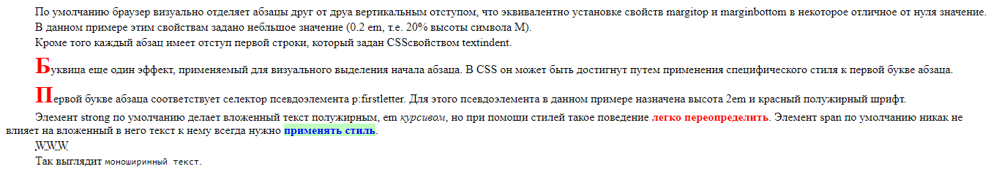 По умолчанию браузер визуально отделяет абзацы друг от друа вертикальным отступом, что эквивалентно установке свойств margitop и marginbottom в некоторое отличное от нуля значение.
В данном примере этим свойствам задано небльшое значение (0.2 em, т.е. 20% высоты символа M).
Кроме того каждый абзац имеет отступ первой строки, который задан CSSсвойством textindent.
Буквица еще один эффект, применяемый для визуального выделения начала абзаца. В CSS он может быть достигнут путем применения специфического стиля к первой букве абзаца.
Первой букве абзаца соответствует селектор псевдоэлемента p:firstletter. Для этого псевдоэлемента в данном примере назначена высота 2em и красный полужирный шрифт.
Элемент strong по умолчанию делает вложенный текст полужирным, em курсивом, но при помощи стилей такое поведение легко переопределить. Элемент span по умолчанию никак не
влияет на вложенный в него текст к нему всегда нужно применять стиль.
WWW
Так выглядит моноширинный текст.